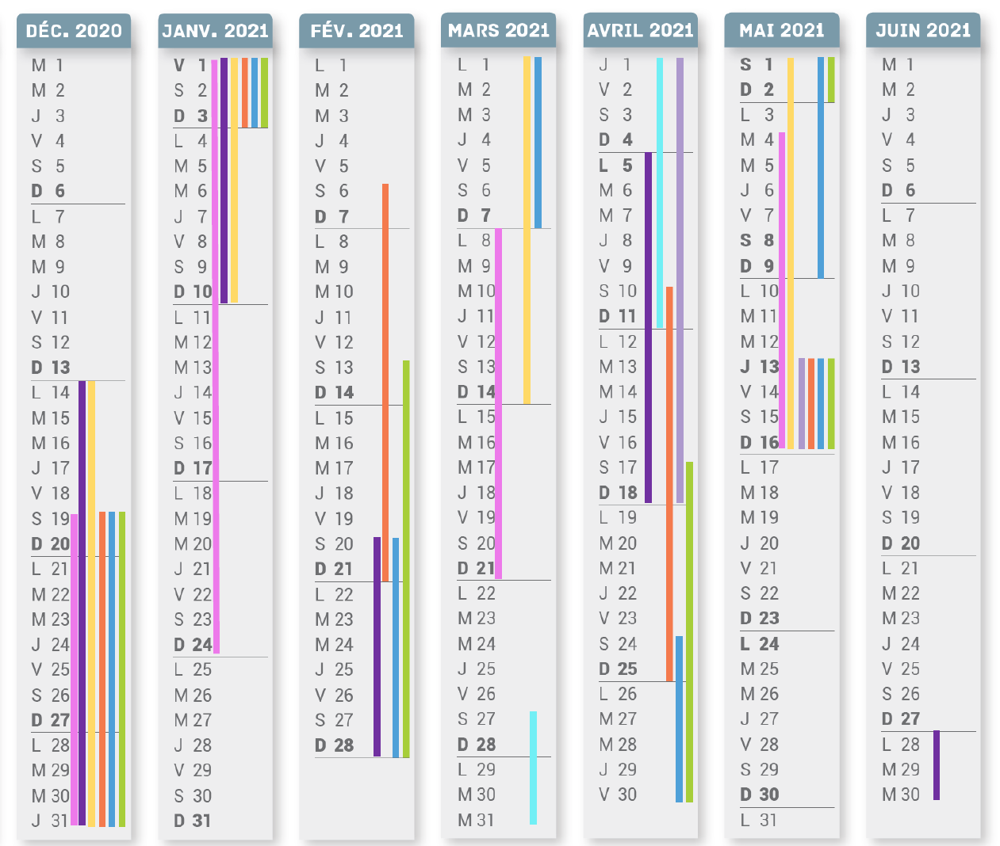 DÉC. 2020
M 1
M 2
J 3
V 4
S 5
D 6
L 7
M 8
M 9
J 10
V 11
S 12
D 13
L 14
M 15
M 16
J 17
V 18
S 19
D 20
L 21
M 22
M 23
J 24
V 25
S 26
D 27
L 28
M 29
M 30
J 31
JANV. 2021
V 1
S 2
D 3
L 4
M 5
M 6
J 7
V 8
S 9
D 10
L 11
M 12
M 13
J 14
V 15
S 16
D 17
L 18
M 19
M 20
J 21
V 22
S 23
D 24
L 25
M 26
M 27
J 28
V 29
S 30
D 31
FÉV. 2021
L 1
M 2
M 3
J 4
V 5
S 6
D 7
L 8
M 9
M 10
J 11
V 12
S 13
D 14
L 15
M 16
M 17
J 18
V 19
S 20
D 21
L 22
M 23
M 24
J 25
V 26
S 27
D 28
MARS 2021
L 1
M 2
M 3
J 4
V 5
S 6
D 7
L 8
M 9
M 10
J 11
V 12
S 13
D 14
L 15
M 16
M 17
J 18
V 19
S 20
D 21
L 22
M 23
M 24
J 25
V 26
S 27
D 28
L 29
M 30
M 31
AVRIL 2021
J 1
V 2
S 3
D 4
L 5
M 6
M 7
J 8
V 9
S 10
D 11
L 12
M 13
M 14
J 15
V 16
S 17
D 18
L 19
M 20
M 21
J 22
V 23
S 24
D 25
L 26
M 27
M 28
J 29
V 30
MAI 2021
S 1
D 2
L 3
M 4
M 5
J 6
V 7
S 8
D 9
L 10
M 11
M 12
J 13
V 14
S 15
D 16
L 17
M 18
M 19
J 20
V 21
S 22
D 23
L 24
M 25
M 26
J 27
V 28
S 29
D 30
L 31
JUIN 2021
M 1
M 2
J 3
V 4
S 5
D 6
L 7
M 8
M 9
J 10
V 11
S 12
D 13
L 14
M 15
M 16
J 17
V 18
S 19
D 20
L 21
M 22
M 23
J 24
V 25
S 26
D 27
L 28
M 29
M 30